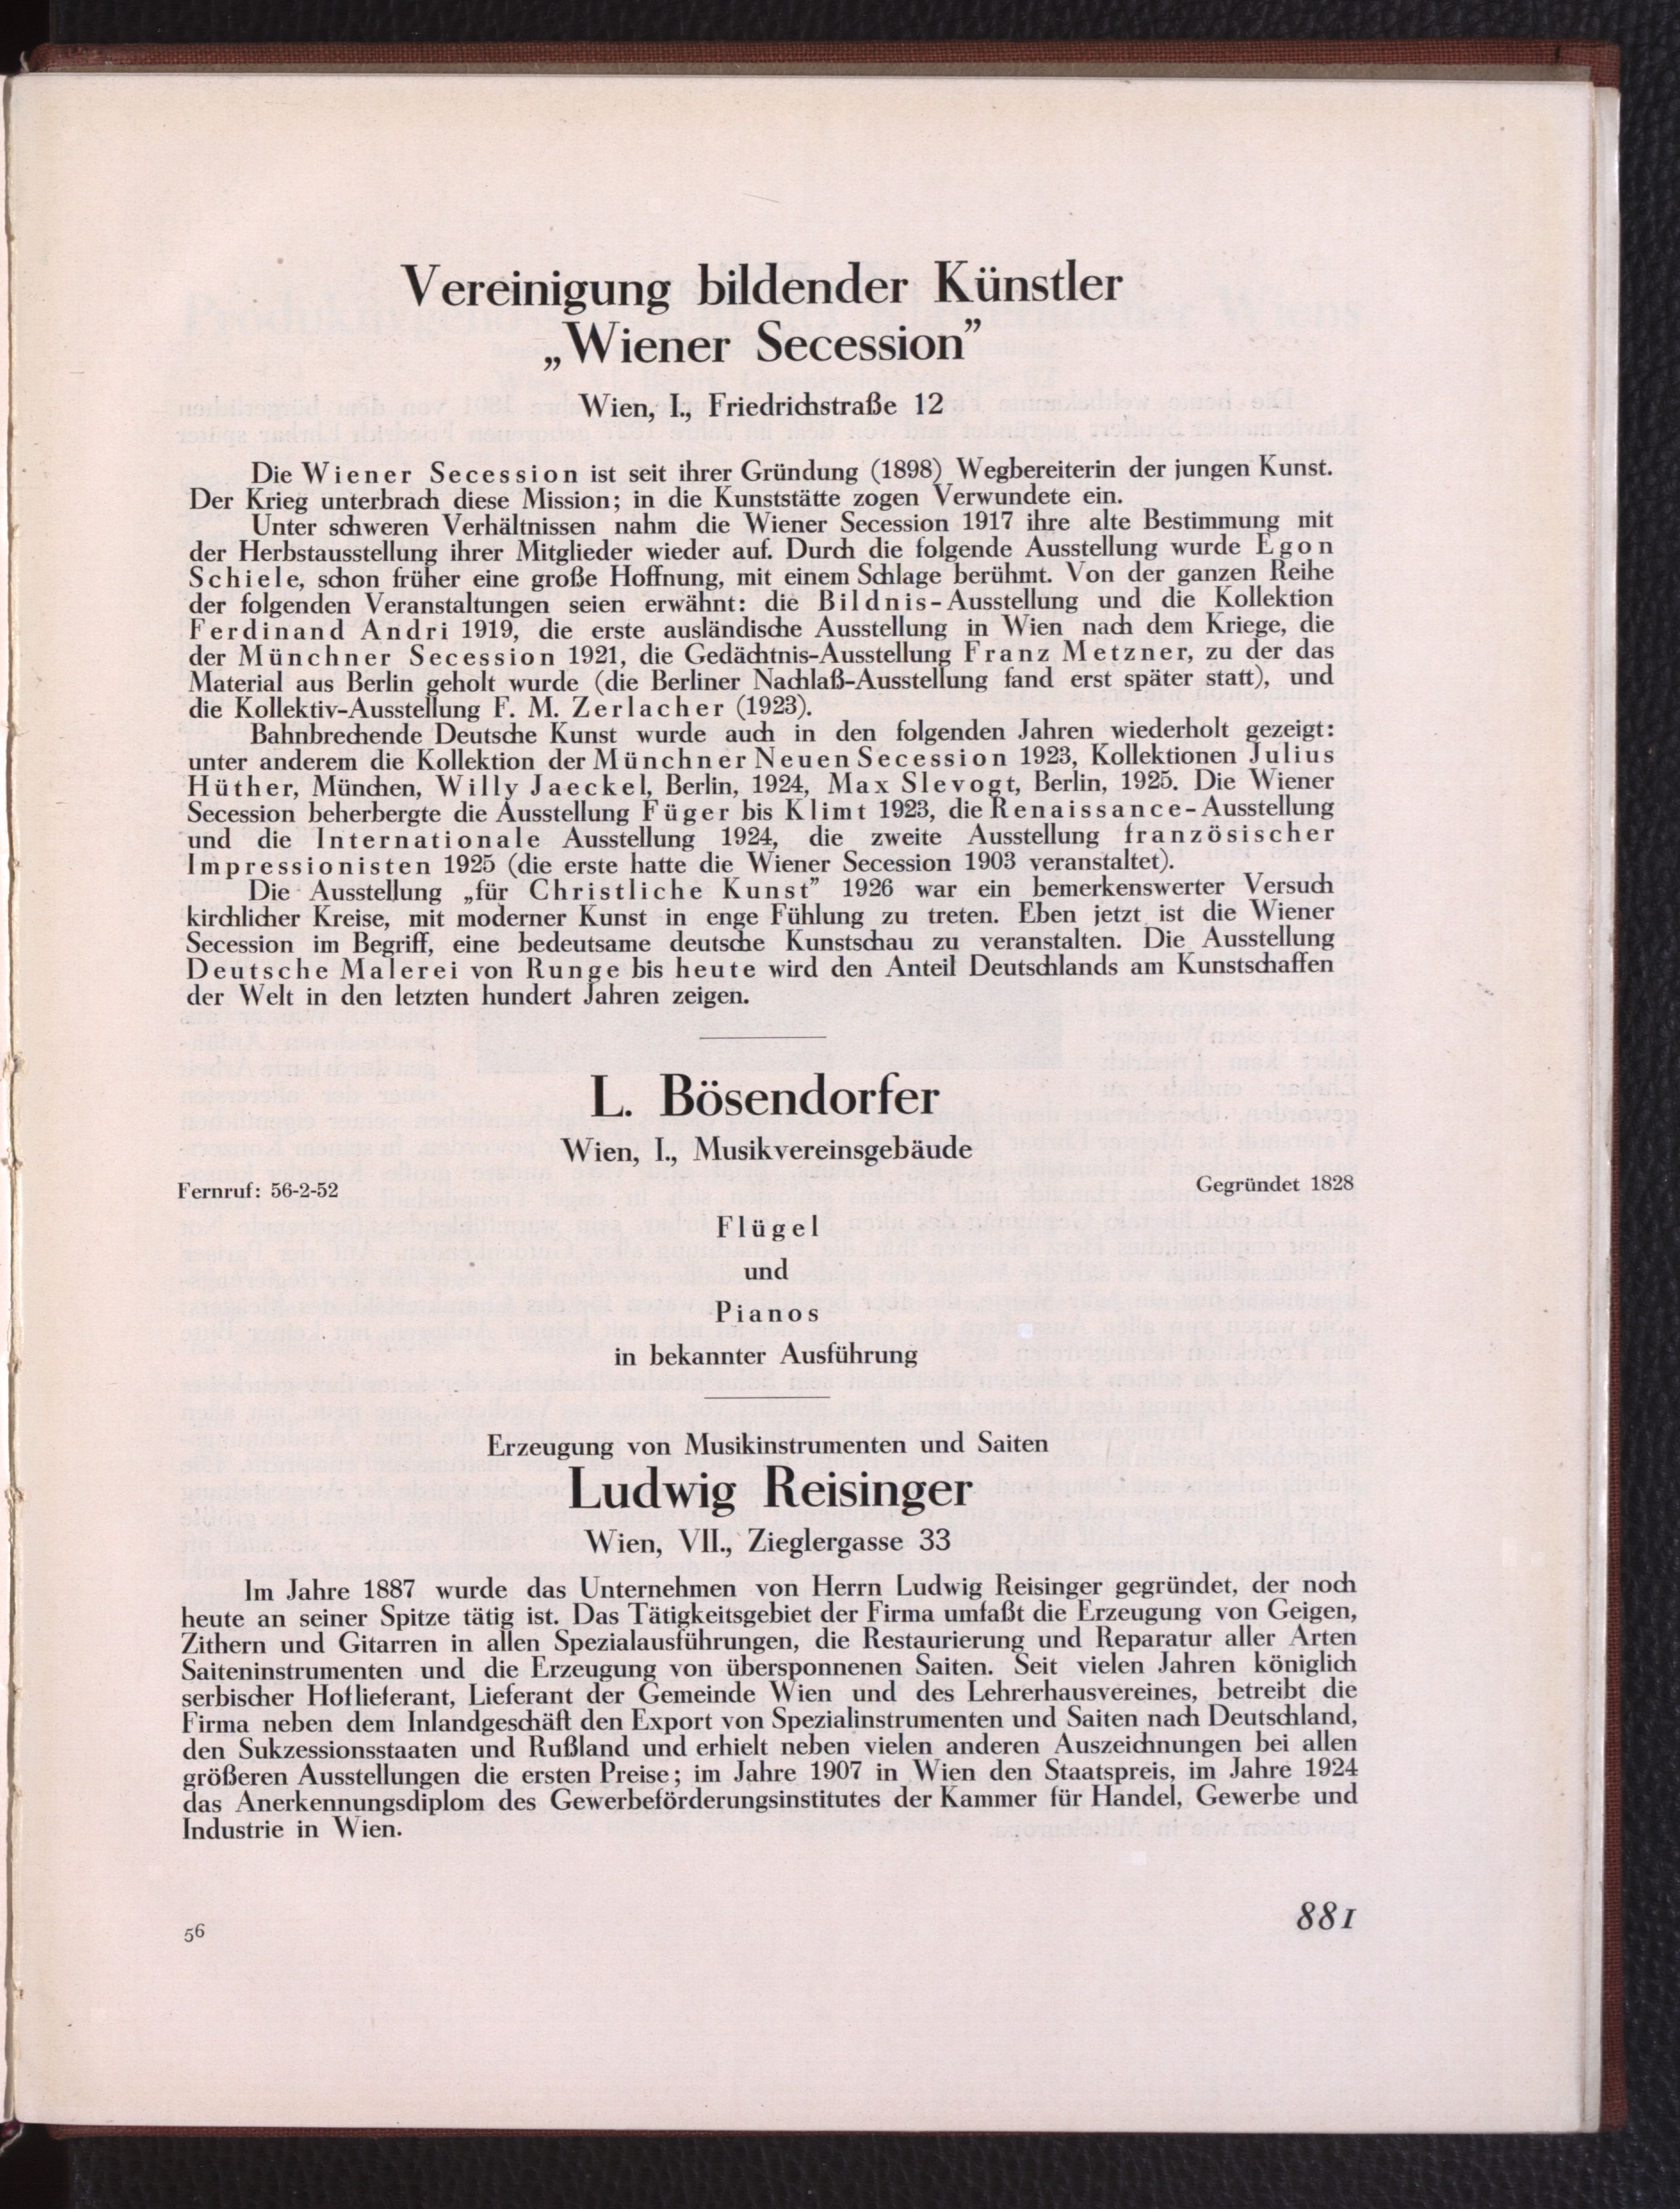 Vereinigung bildender Künstler
„Wiener Secession”
Wien, I., Friedrichstraße 12
Die Wiener Secession ist seit ihrer Gründung (1898) Wegbereiterin der jungen Kunst.
Der Krieg unterbrach diese Mission; in die Kunststätte zogen Verwundete ein.
Unter schweren Verhältnissen nahm die Wiener Secession 1917 ihre alte Bestimmung mit
der Herbstausstellung ihrer Mitglieder wieder auf. Durch die folgende Ausstellung wurde Egon
Schiele, schon früher eine große Hoffnung, mit einem Schlage berühmt. Von der ganzen Reihe
der folgenden Veranstaltungen seien erwähnt: die Bildnis-Ausstellung und die Kollektion
Ferdinand Andri 1919, die erste ausländische Ausstellung in Wien nach dem Kriege, die
der Münchner Secession 1921, die Gedächtnis-Ausstellung Franz Metzner, zu der das
Material aus Berlin geholt wurde (die Berliner Nachlaß-Ausstellung fand erst später statt), und
die Kollektiv-Ausstellung F. M. Zerlacher (1923).
Bahnbrechende Deutsche Kunst wurde auch in den folgenden Jahren wiederholt gezeigt:
unter anderem die Kollektion der Münchner Neuen Secession 1923, Kollektionen Julius
Hüther, München, Willy Jaeckel, Berlin, 1924, Max Slevogt, Berlin, 1925. Die Wiener
Secession beherbergte die Ausstellung Füger bis Klimt 1923, die Renaissance-Ausstellung
und die Internationale Ausstellung 1924, die zweite Ausstellung französischer
Impressionisten 1925 (die erste hatte die Wiener Secession 1903 veranstaltet).
Die Ausstellung „für Christliche Kunst” 1926 war ein bemerkenswerter Versuch
kirchlicher Kreise, mit moderner Kunst in enge Fühlung zu treten. Eben jetzt ist die Wiener
Secession im Begriff, eine bedeutsame deutsche Kunstschau zu veranstalten. Die Ausstellung
Deutsche Malerei von Runge bis heute wird den Anteil Deutschlands am Kunstschaffen
der Welt in den letzten hundert Jahren zeigen.
L. Bösendorfer
Wien, I., Musikvereinsgebäude
Fernruf: 56-2-52 Gegründet 1828
Flügel
und
Pianos
in bekannter Ausführung
Erzeugung von Musikinstrumenten und Saiten
Ludwig Reisinger
Wien, VII., Zieglergasse 33
Im Jahre 1887 wurde das Unternehmen von Herrn Ludwig Reisinger gegründet, der noch
heute an seiner Spitze tätig ist. Das Tätigkeitsgebiet der Firma umfaßt die Erzeugung von Geigen,
Zithern und Gitarren in allen Spezialausführungen, die Restaurierung und Reparatur aller Arten
Saiteninstrumenten und die Erzeugung von übersponnenen Saiten. Seit vielen Jahren königlich
serbischer Hoflieferant, Lieferant der Gemeinde Wien und des Lehrerhausvereines, betreibt die
Firma neben dem Inlandgeschäft den Export von Spezialinstrumenten und Saiten nach Deutschland,
den Sukzessionsstaaten und Rußland und erhielt neben vielen anderen Auszeichnungen bei allen
größeren Ausstellungen die ersten Preise; im Jahre 1907 in Wien den Staatspreis, im Jahre 1924
das Anerkennungsdiplom des Gewerbeförderungsinstitutes der Kammer für Handel, Gewerbe und
Industrie in Wien.
56 881